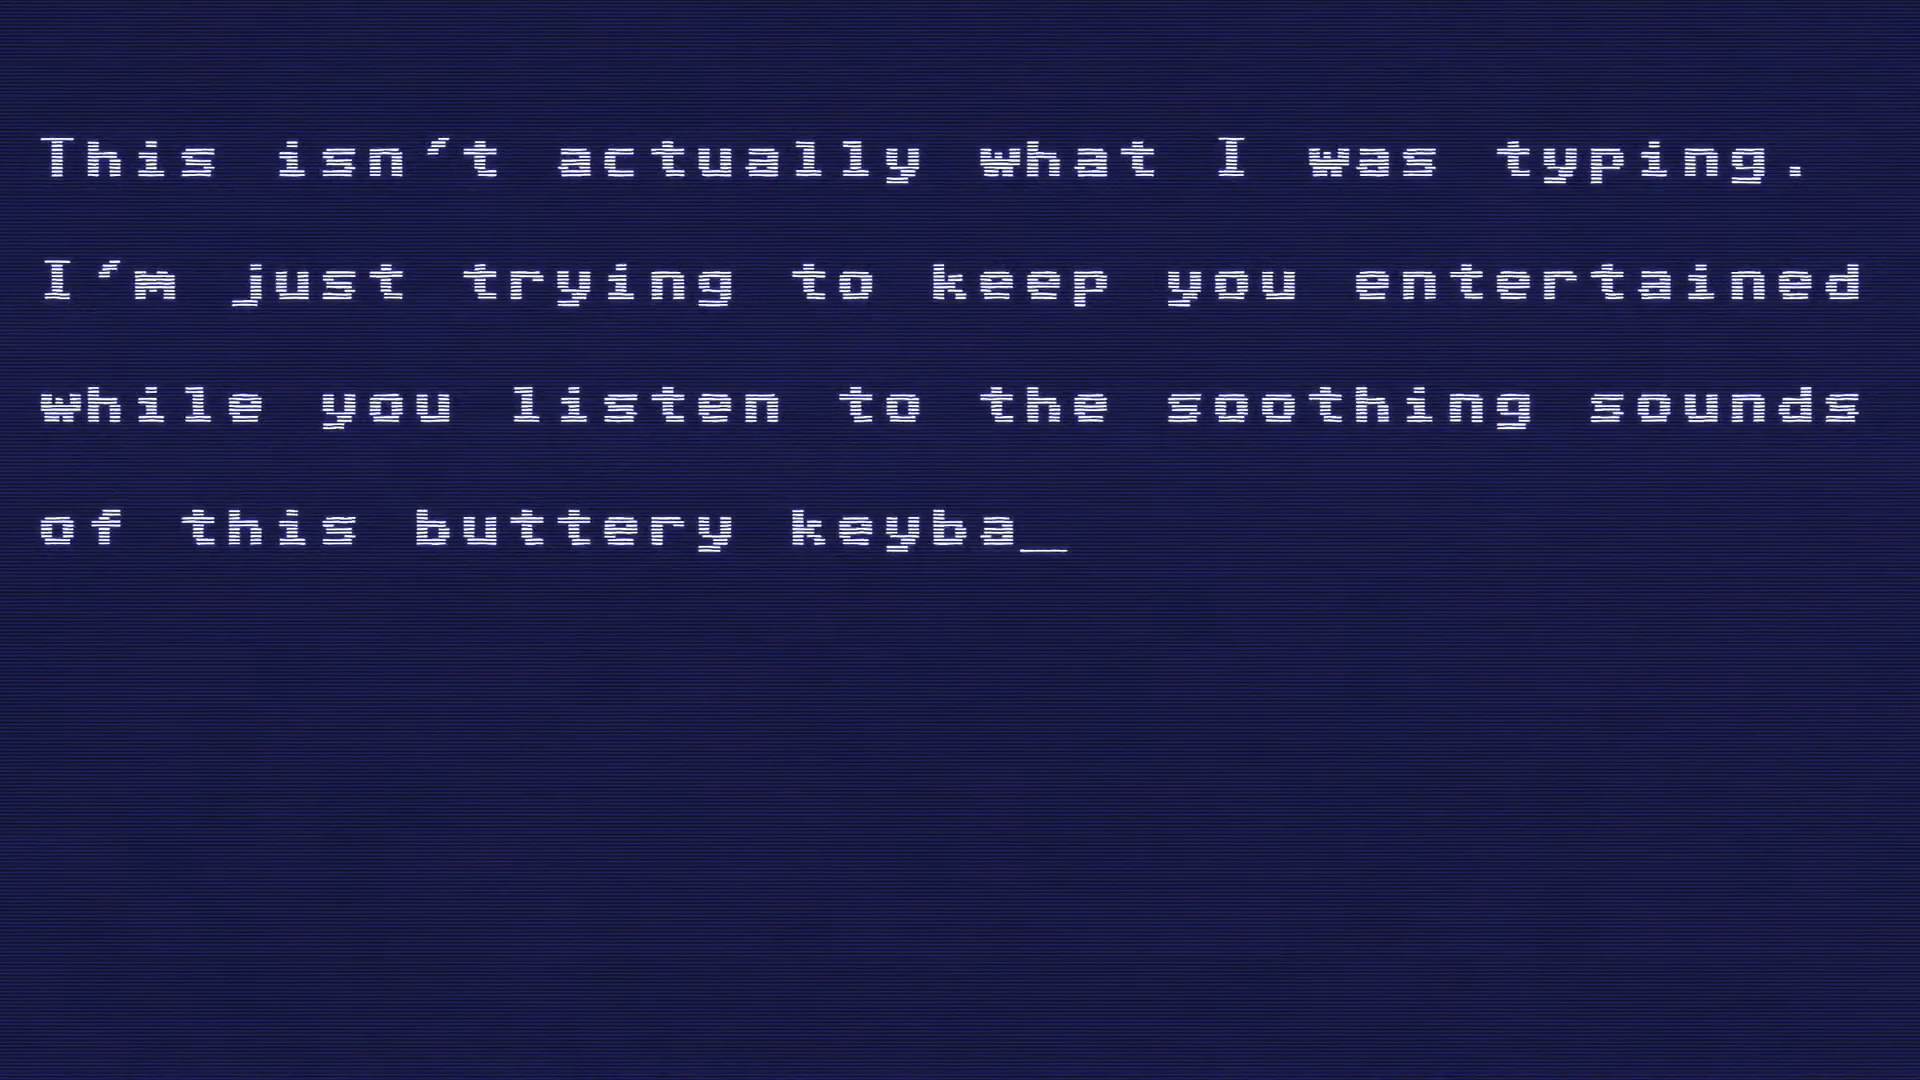 This isn't actually what I was typing.
I'm just trying to keep you entertained
while you listen to the soothing sounds
of this buttery keyba_